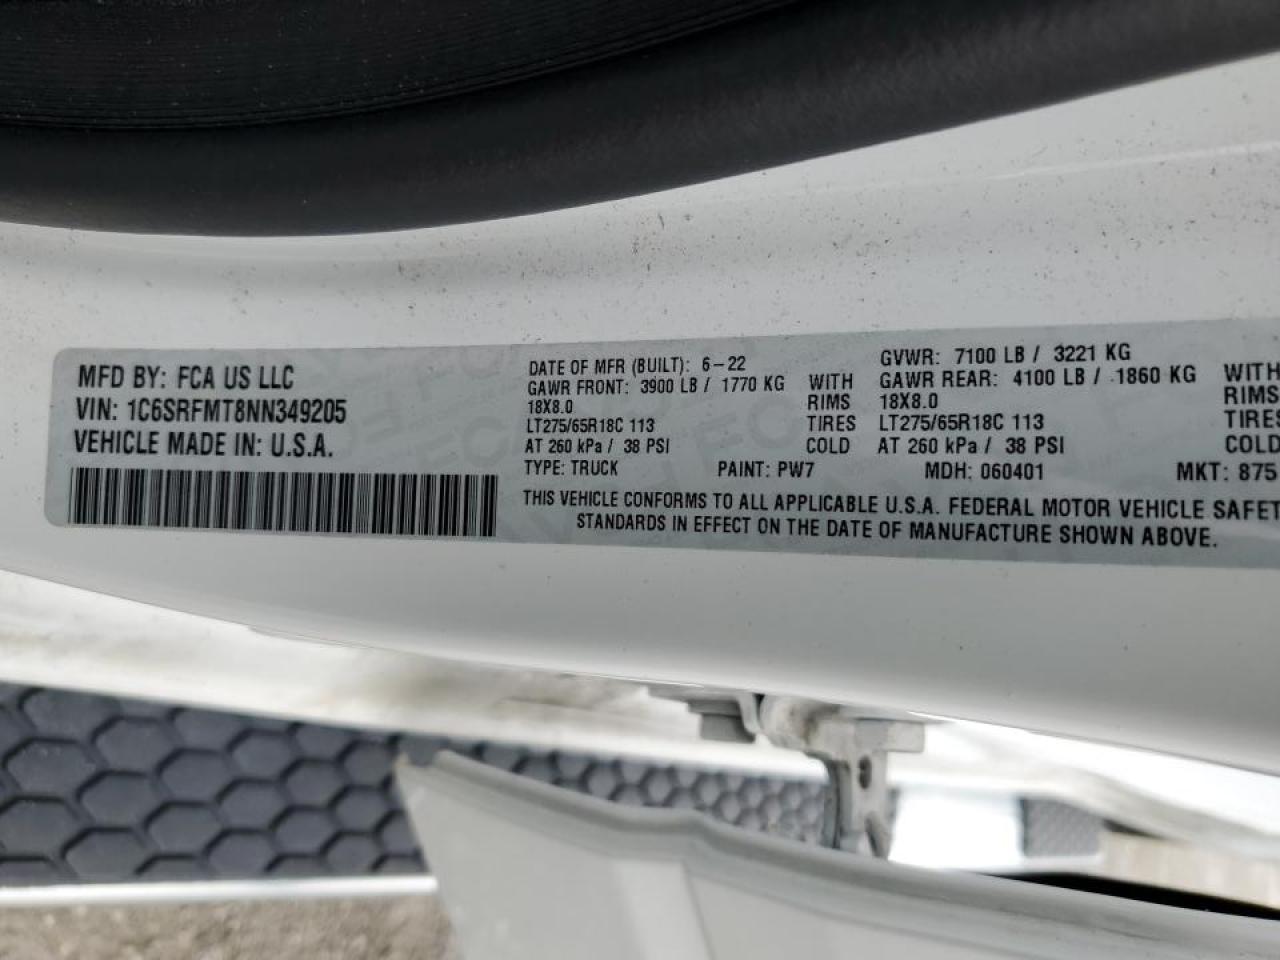 MFD BY: FCA US LLC
VIN: 1C6SRFMT8NN349205
VEHICLE MADE IN: U.S.A.
DATE OF MFR (BUILT): 6-22
GAWR FRONT: 3900 LB / 1770 KG WITH
18X8.0 RIMS
LT275/65R18C 113 TIRES
AT 260 kPa / 38 PSI COLD
GVWR: 7100 LB / 3221 KG
GAWR REAR: 4100 LB / 1860 KG WITH
18X8.0 RIMS
LT275/65R18C 113 TIRES
AT 260 kPa / 38 PSI COLD
TYPE: TRUCK PAINT: PW7 MDH: 060401 MKT: 875
THIS VEHICLE CONFORMS TO ALL APPLICABLE U.S.A. FEDERAL MOTOR VEHICLE SAFET
STANDARDS IN EFFECT ON THE DATE OF MANUFACTURE SHOWN ABOVE.